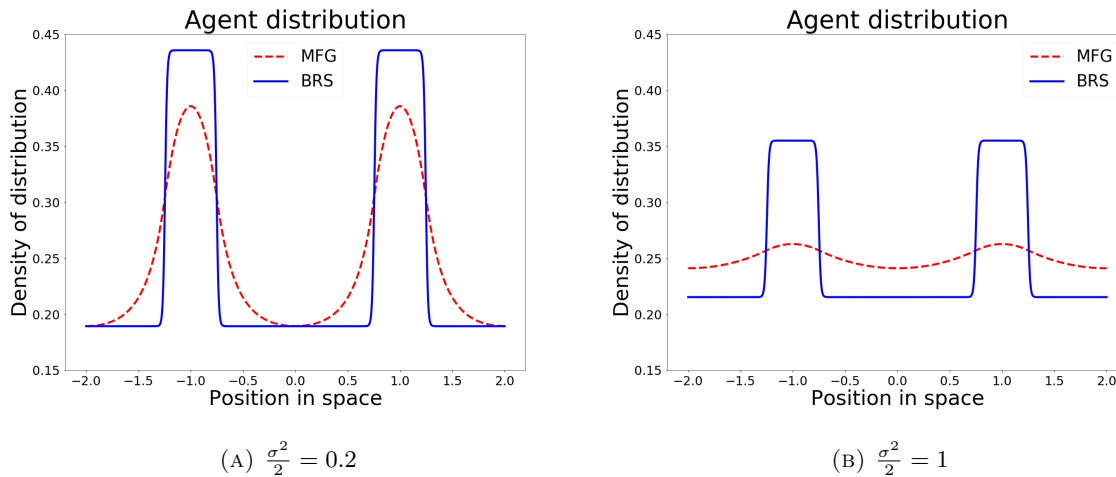 Agent distribution
MFG
BRS
Density of distribution
0.45
0.40
0.35
0.30
0.25
0.20
0.15
−2.0 −1.5 −1.0 −0.5 0.0 0.5 1.0 1.5 2.0
Position in space
(A) σ²/2 = 0.2
Agent distribution
MFG
BRS
Density of distribution
0.45
0.40
0.35
0.30
0.25
0.20
0.15
−2.0 −1.5 −1.0 −0.5 0.0 0.5 1.0 1.5 2.0
Position in space
(B) σ²/2 = 1